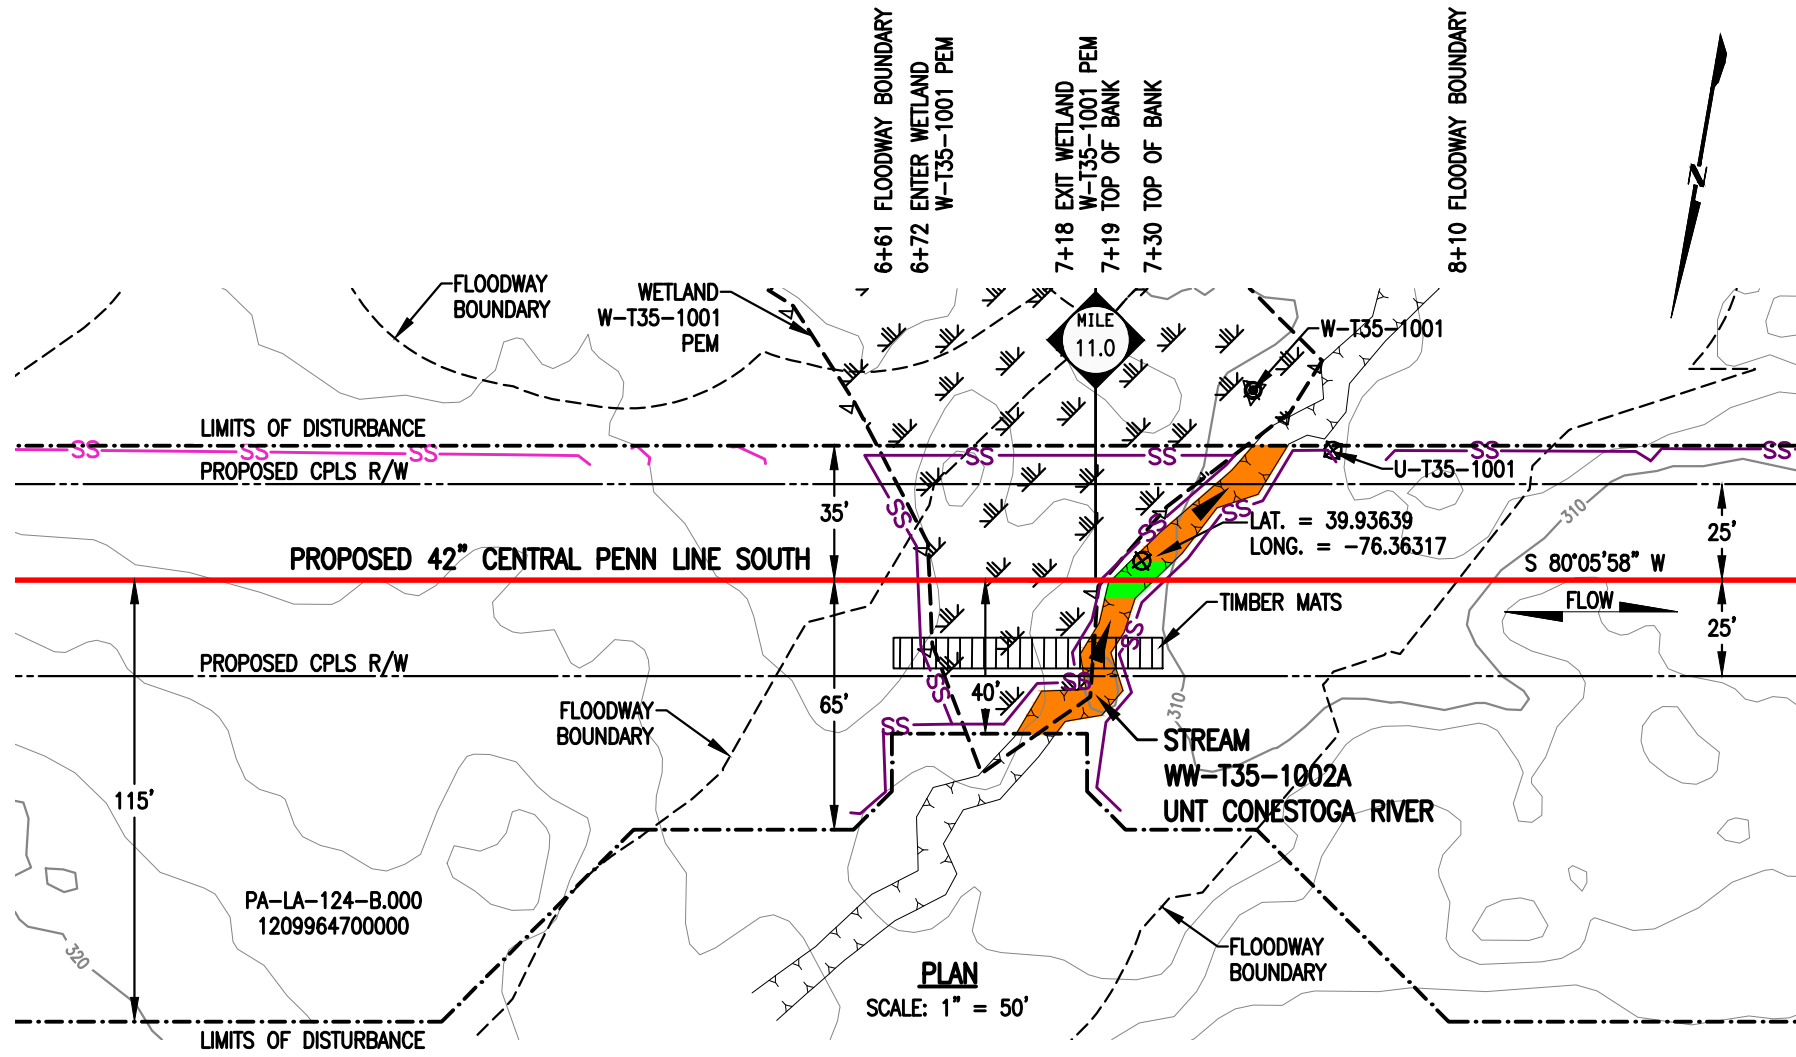 6+61 FLOODWAY BOUNDARY
6+72 ENTER WETLAND
W-T35-1001 PEM
7+18 EXIT WETLAND
W-T35-1001 PEM
7+19 TOP OF BANK
7+30 TOP OF BANK
8+10 FLOODWAY BOUNDARY
N
FLOODWAY
BOUNDARY
WETLAND
W-T35-1001
PEM
MILE
11.0
W-T35-1001
LIMITS OF DISTURBANCE
SS
SS
SS
SS
SS
SS
SS
PROPOSED CPLS R/W
U-T35-1001
35'
SS
SS
SS
LAT. = 39.93639
LONG. = -76.36317
310
25'
PROPOSED 42" CENTRAL PENN LINE SOUTH
S 80°05'58" W
FLOW
TIMBER MATS
25'
SS
PROPOSED CPLS R/W
SS
SS
40'
65'
310
FLOODWAY
BOUNDARY
SS
STREAM
WW-T35-1002A
UNT CONESTOGA RIVER
115'
PA-LA-124-B.000
1209964700000
320
FLOODWAY
BOUNDARY
PLAN
SCALE: 1" = 50'
LIMITS OF DISTURBANCE